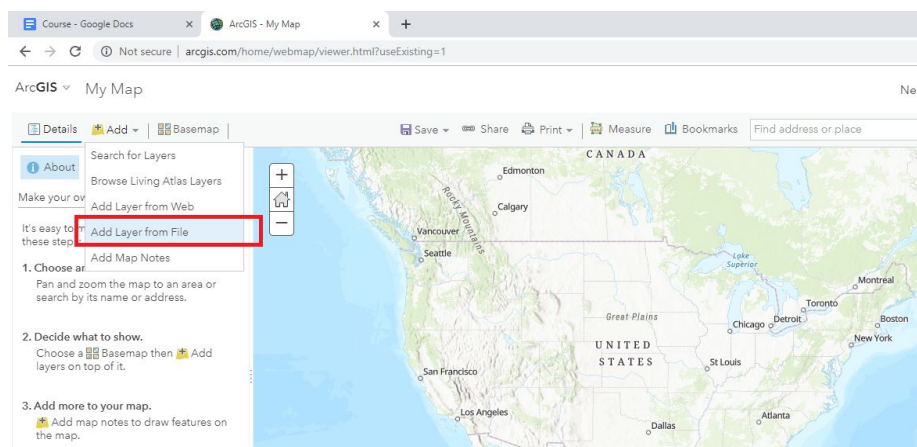 Course - Google Docs
ArcGIS - My Map
Not secure | arcgis.com/home/webmap/viewer.html?useExisting=1
ArcGIS My Map
Details Add Basemap Save Share Print Measure Bookmarks Find address or place
About
Search for Layers
Browse Living Atlas Layers
Add Layer from Web
Add Layer from File
Add Map Notes
Make your
It's easy to
these
1. Choose
Pan and zoom the map to an area or
search by its name or address.
2. Decide what to show.
Choose a Basemap then Add
layers on top of it.
3. Add more to your map.
Add map notes to draw features on
the map.
CANADA
Edmonton
Rocky Mountains
Calgary
Vancouver
Seattle
Lake
Superior
Montreal
Toronto
Great Plains
Chicago
Detroit
Boston
New York
UNITED
STATES
St Louis
San Francisco
Los Angeles
Atlanta
Dallas